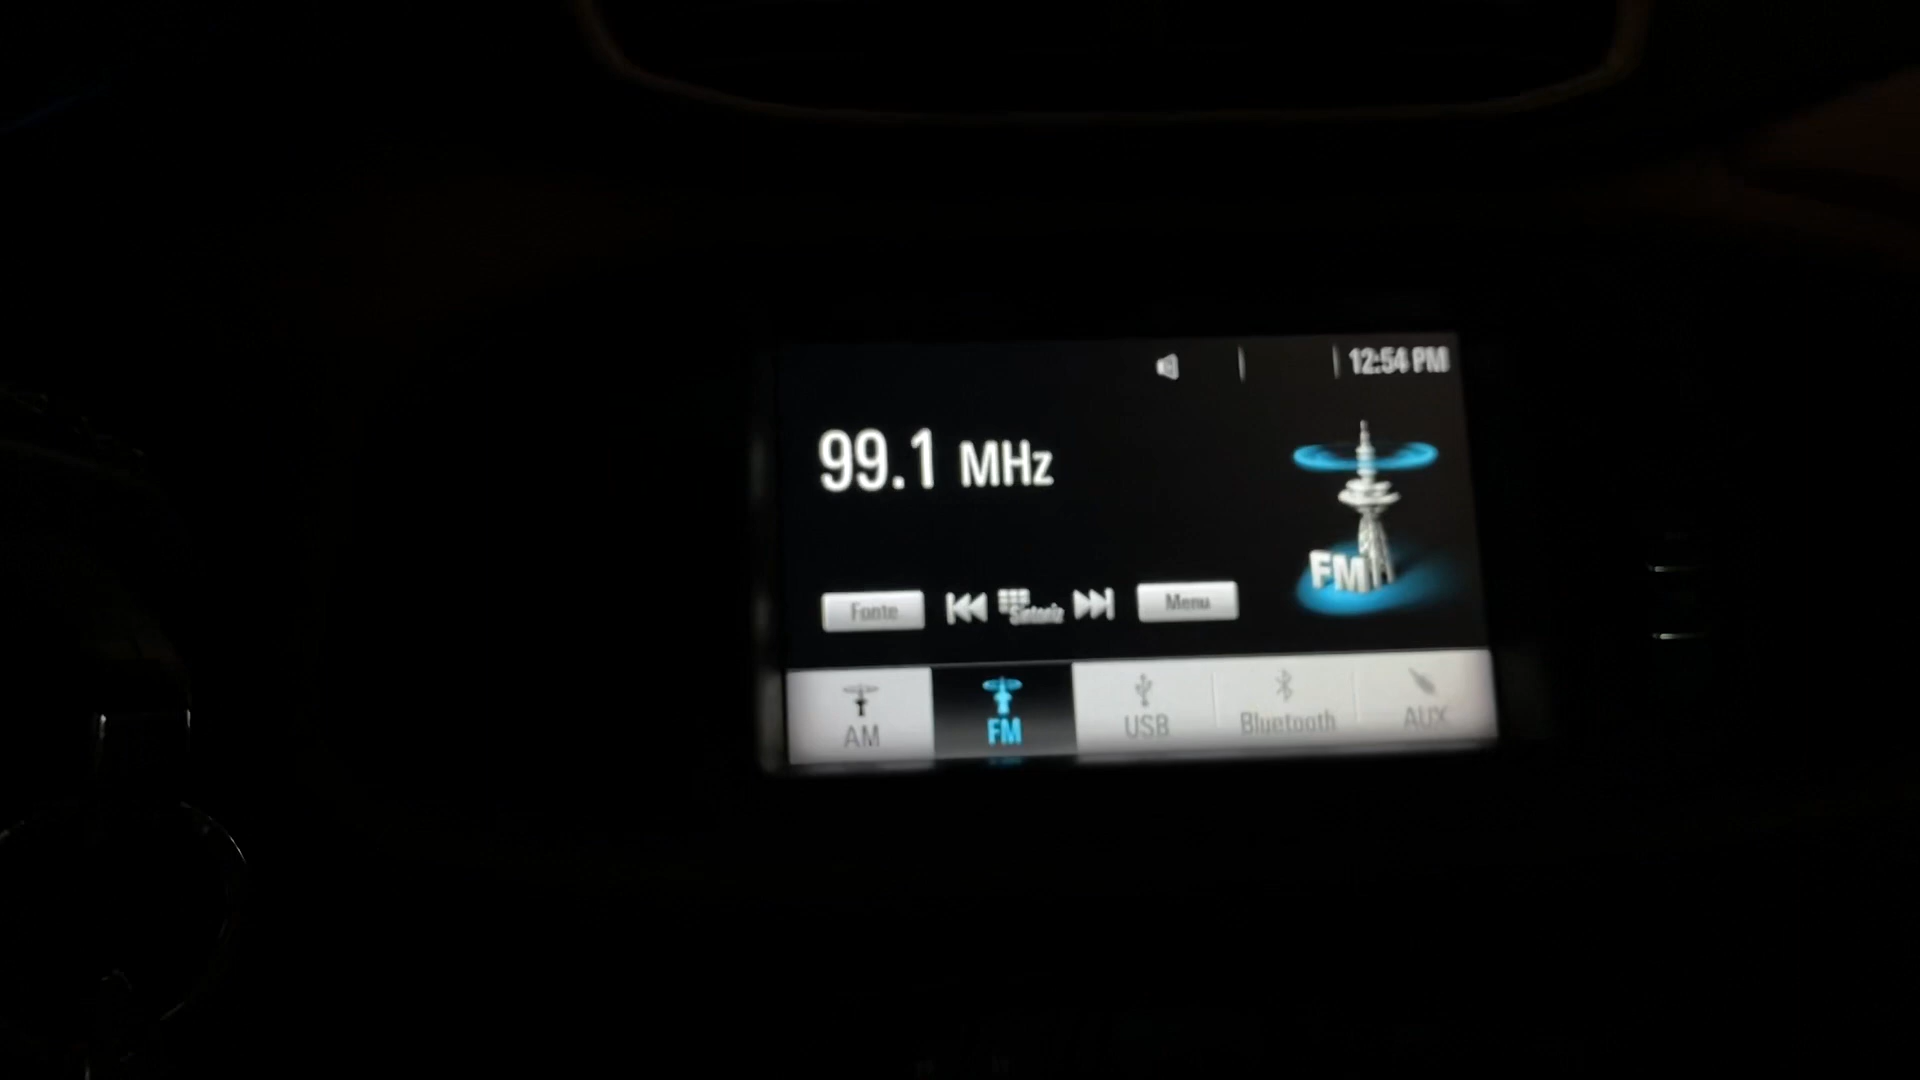 12:54 PM
99.1 MHz
FM
Fonte Sintoniz Menu
AM FM USB Bluetooth AUX